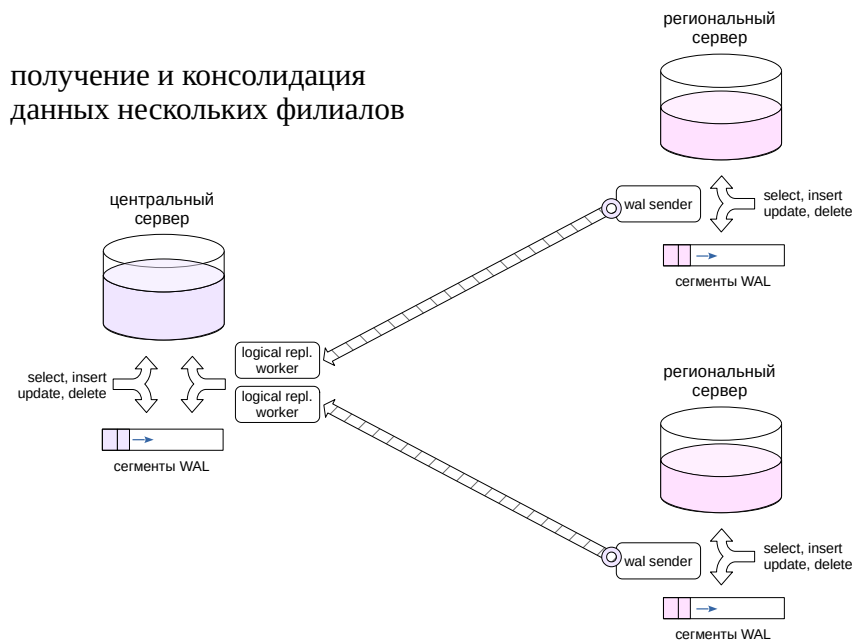 получение и консолидация
данных нескольких филиалов
региональный
сервер
wal sender
select, insert
update, delete
сегменты WAL
центральный
сервер
logical repl.
worker
select, insert
update, delete
logical repl.
worker
сегменты WAL
региональный
сервер
wal sender
select, insert
update, delete
сегменты WAL